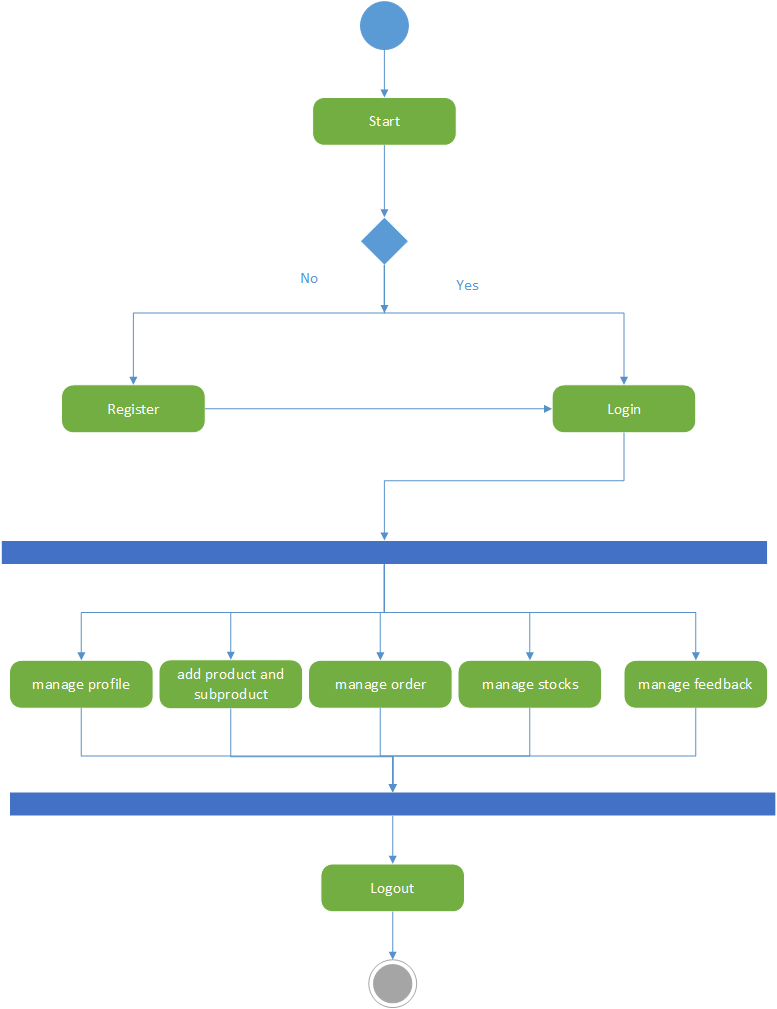 Start
No
Yes
Register
Login
manage profile
add product and
subproduct
manage order
manage stocks
manage feedback
Logout